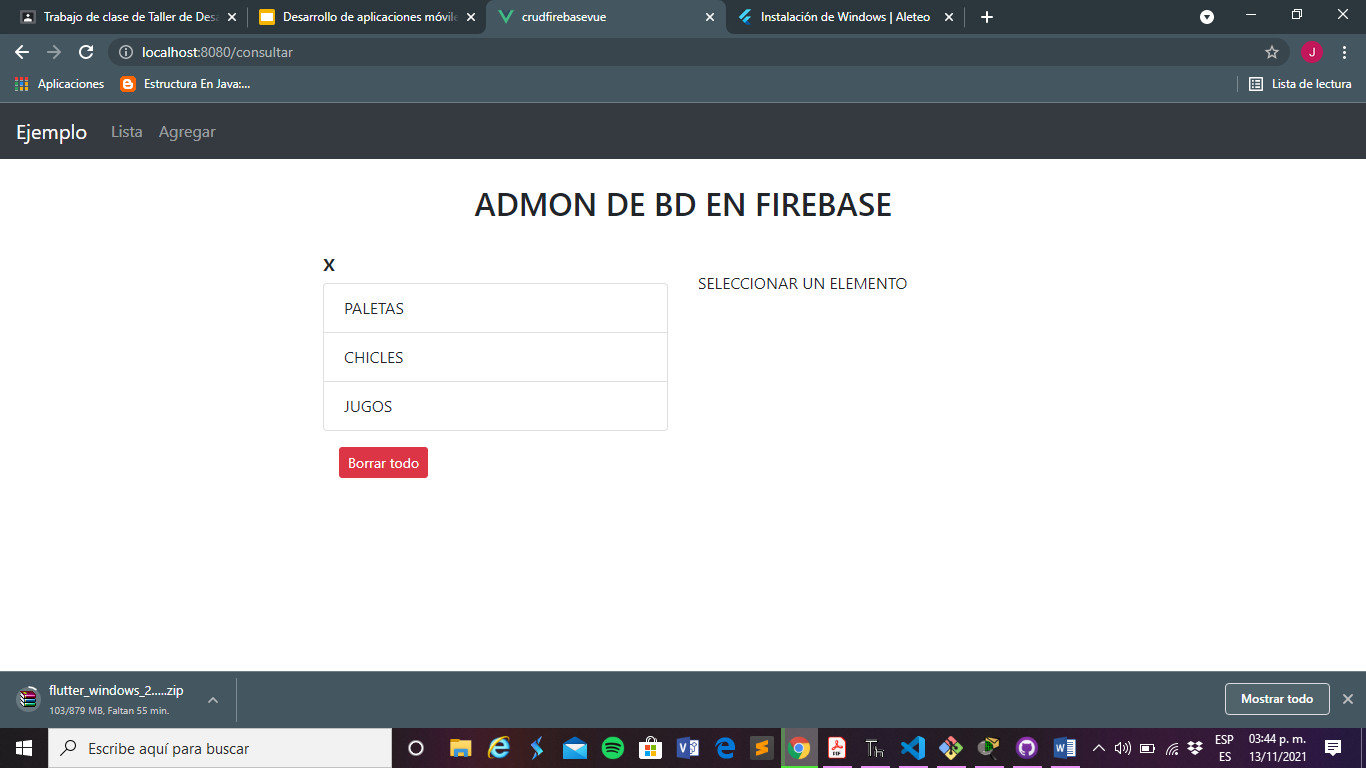 Trabajo de clase de Taller de Desa
Desarrollo de aplicaciones móvile
crudfirebasevue
Instalación de Windows | Aleteo
localhost:8080/consultar
J
Aplicaciones
Estructura En Java:...
Lista de lectura
Ejemplo Lista Agregar
ADMON DE BD EN FIREBASE
X
SELECCIONAR UN ELEMENTO
PALETAS
CHICLES
JUGOS
Borrar todo
flutter_windows_2.....zip
103/879 MB, Faltan 55 min.
Mostrar todo
Escribe aquí para buscar
ESP
ES
03:44 p. m.
13/11/2021